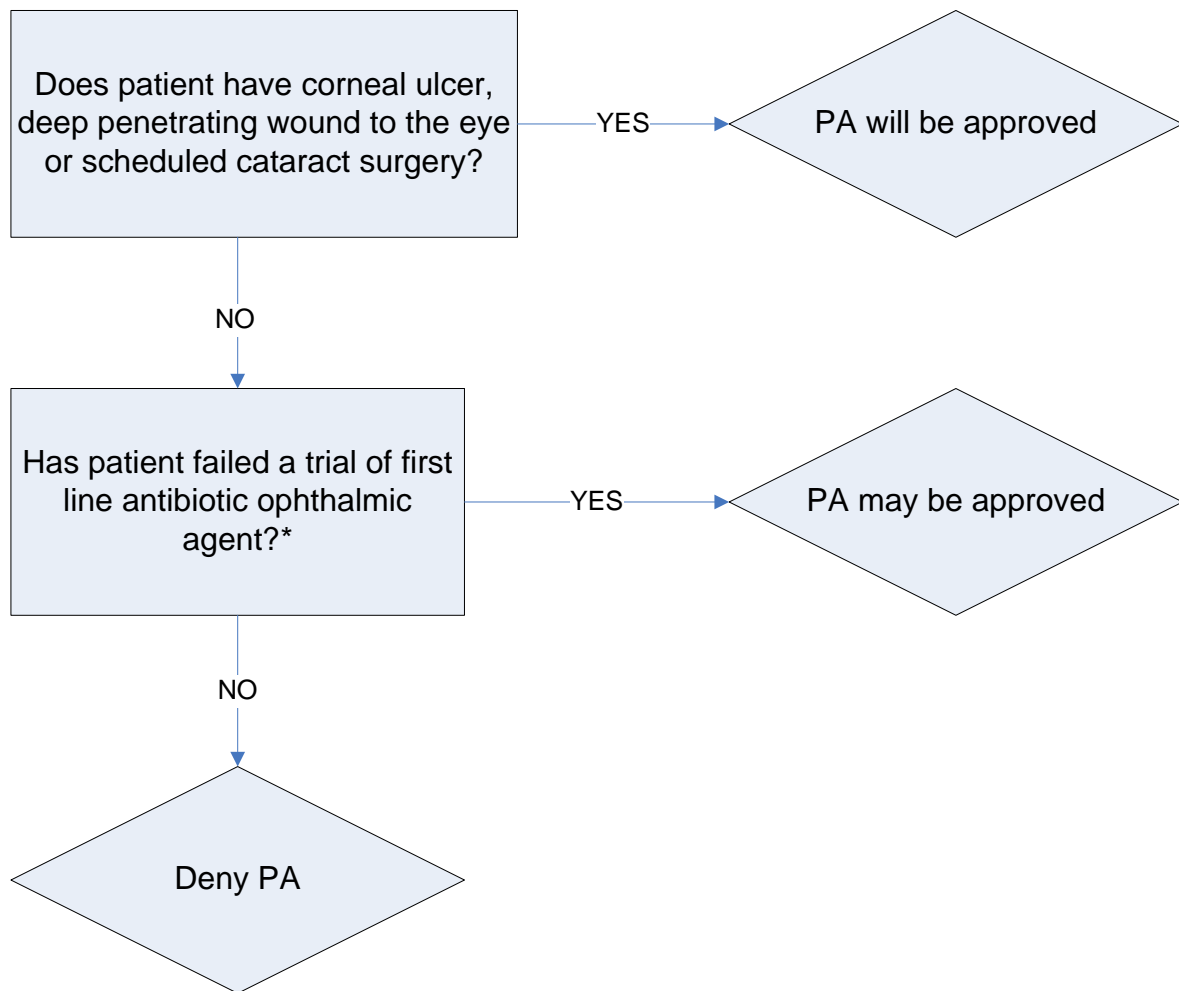 Does patient have corneal ulcer,
deep penetrating wound to the eye
or scheduled cataract surgery?
YES
PA will be approved
NO
Has patient failed a trial of first
line antibiotic ophthalmic
agent?*
YES
PA may be approved
NO
Deny PA